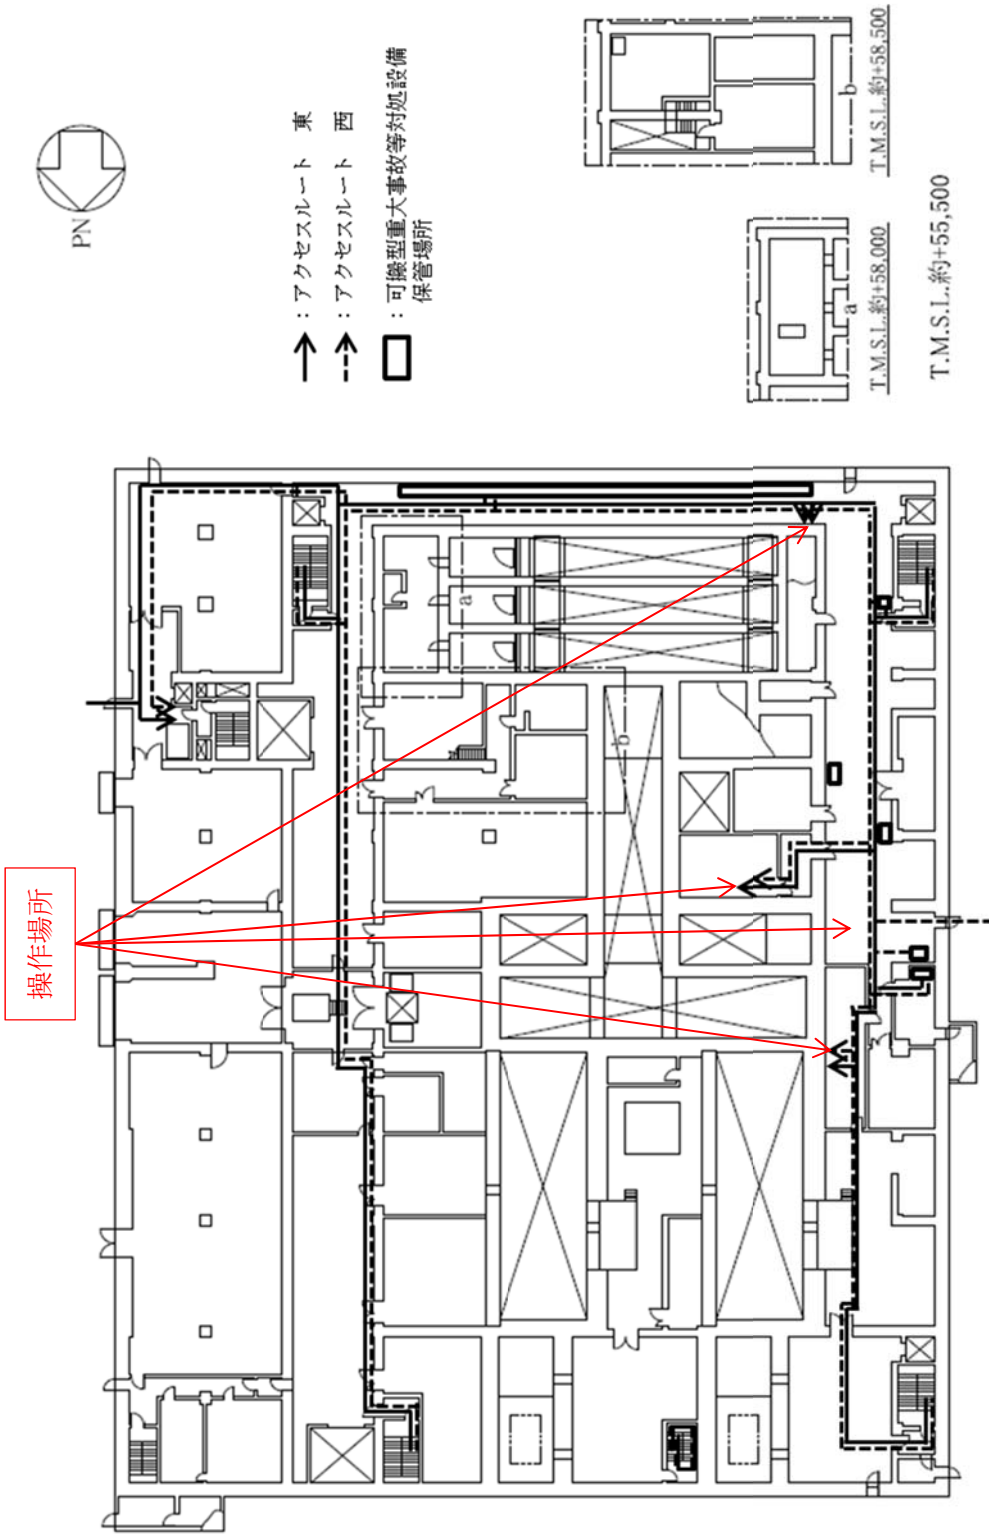 PN
：アクセスルート　東
：アクセスルート　西
：可搬型重大事故等対処設備
保管場所
b
T.M.S.L.約+58,500
a
T.M.S.L.約+58,000
T.M.S.L.約+55,500
操作場所
a
b